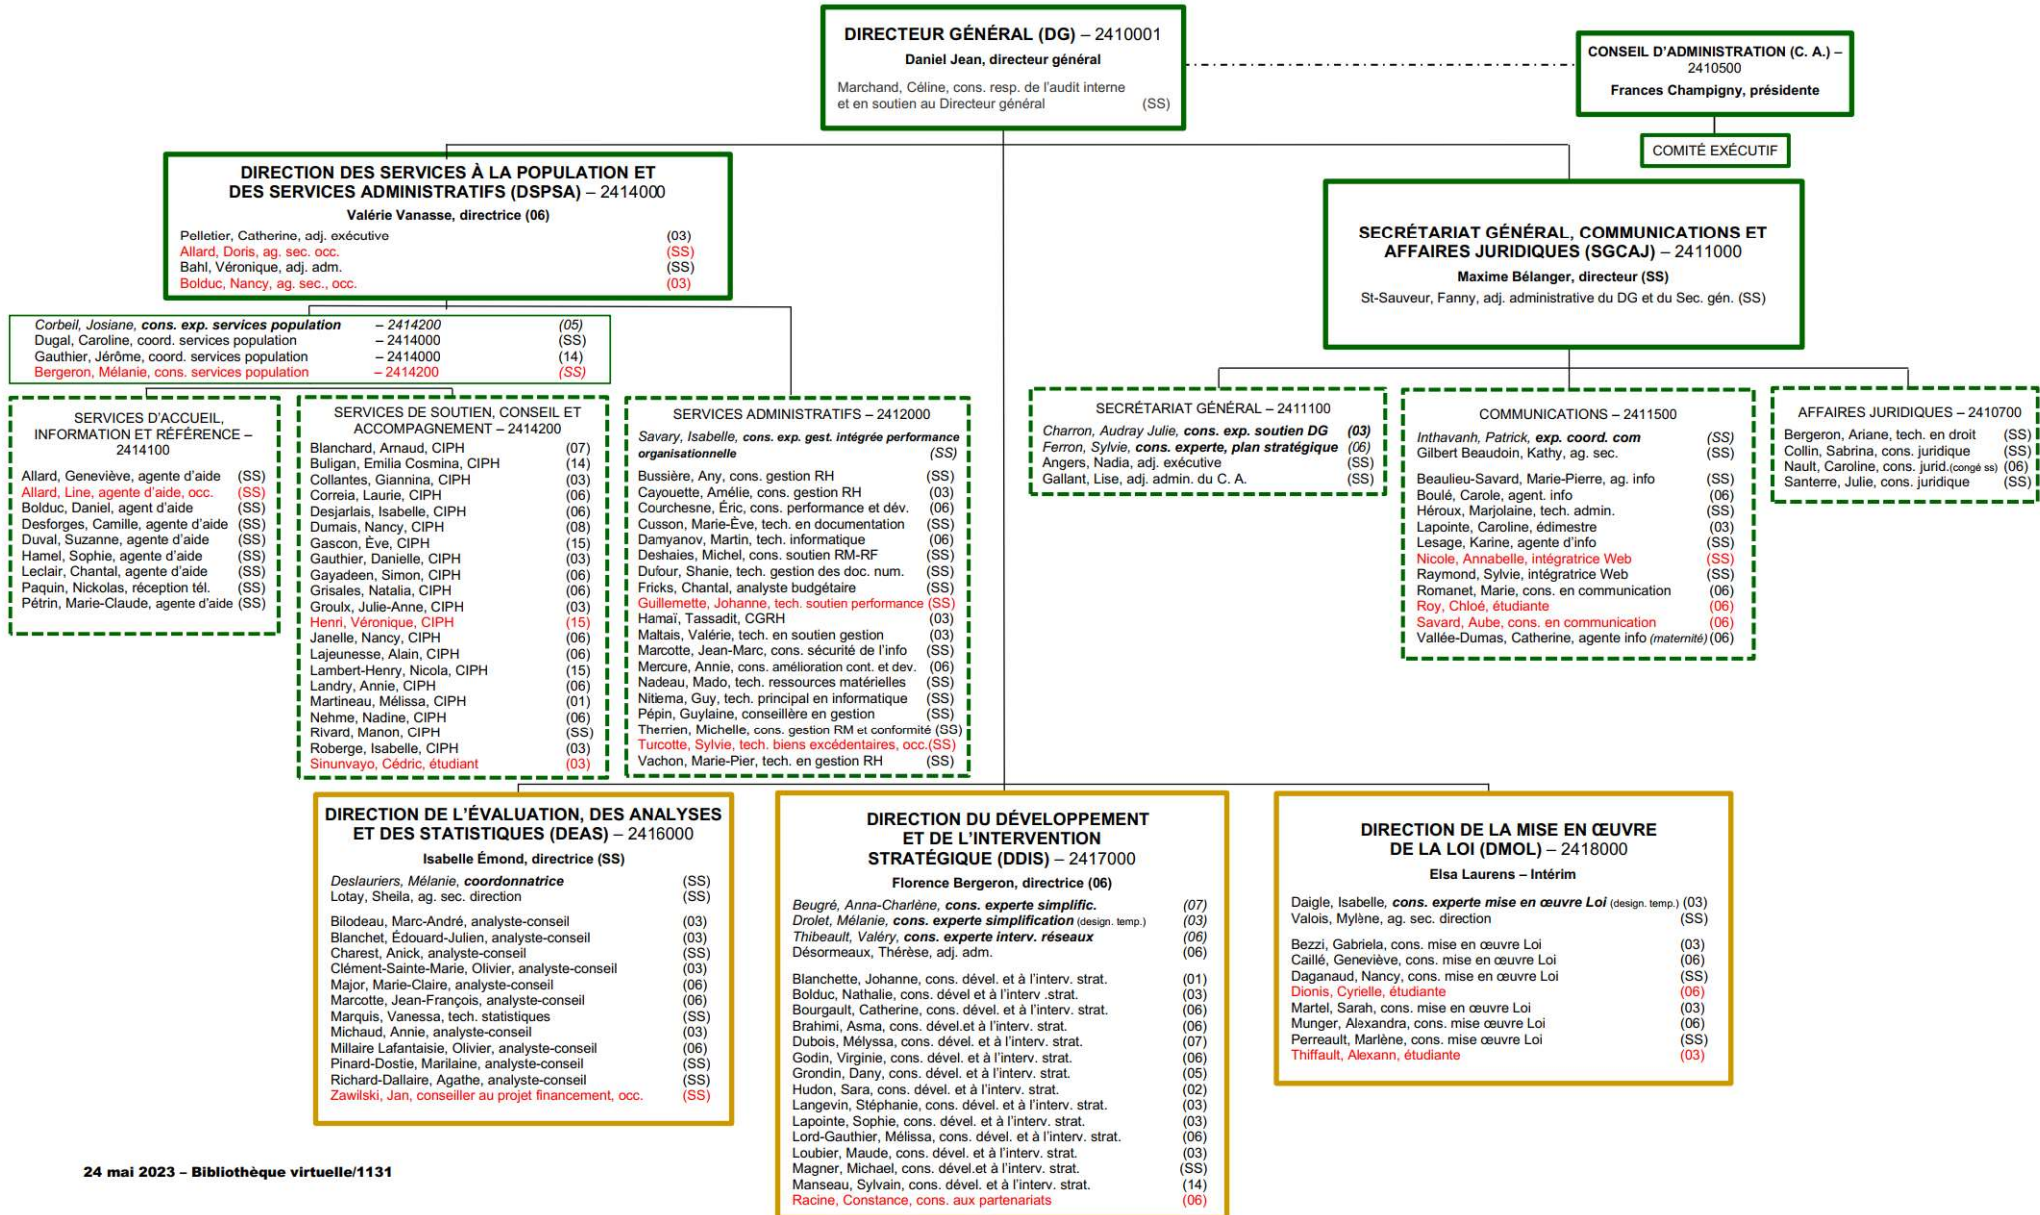 DIRECTEUR GÉNÉRAL (DG) – 2410001
Daniel Jean, directeur général
Marchand, Céline, cons. resp. de l'audit interne
et en soutien au Directeur général (SS)
CONSEIL D'ADMINISTRATION (C. A.) –
2410500
Frances Champigny, présidente
COMITÉ EXÉCUTIF
DIRECTION DES SERVICES À LA POPULATION ET
DES SERVICES ADMINISTRATIFS (DSPSA) – 2414000
Valérie Vanasse, directrice (06)
Pelletier, Catherine, adj. exécutive (03)
Allard, Doris, ag. sec. occ. (SS)
Bahl, Véronique, adj. adm. (SS)
Bolduc, Nancy, ag. sec., occ. (03)
SECRÉTARIAT GÉNÉRAL, COMMUNICATIONS ET
AFFAIRES JURIDIQUES (SGCAJ) – 2411000
Maxime Bélanger, directeur (SS)
St-Sauveur, Fanny, adj. administrative du DG et du Sec. gén. (SS)
Corbeil, Josiane, cons. exp. services population – 2414200 (05)
Dugal, Caroline, coord. services population – 2414000 (SS)
Gauthier, Jérôme, coord. services population – 2414000 (14)
Bergeron, Mélanie, cons. services population – 2414200 (SS)
SERVICES D'ACCUEIL,
INFORMATION ET RÉFÉRENCE –
2414100
Allard, Geneviève, agente d'aide (SS)
Allard, Line, agente d'aide, occ. (SS)
Bolduc, Daniel, agent d'aide (SS)
Desforges, Camille, agente d'aide (SS)
Duval, Suzanne, agente d'aide (SS)
Hamel, Sophie, agente d'aide (SS)
Leclair, Chantal, agente d'aide (SS)
Paquin, Nickolas, réception tél. (SS)
Pétrin, Marie-Claude, agente d'aide (SS)
SERVICES DE SOUTIEN, CONSEIL ET
ACCOMPAGNEMENT – 2414200
Blanchard, Arnaud, CIPH (07)
Buligan, Emilia Cosmina, CIPH (14)
Collantes, Giannina, CIPH (03)
Correia, Laurie, CIPH (06)
Desjarlais, Isabelle, CIPH (06)
Dumais, Nancy, CIPH (08)
Gascon, Ève, CIPH (15)
Gauthier, Danielle, CIPH (03)
Gayadeen, Simon, CIPH (06)
Grisales, Natalia, CIPH (06)
Groulx, Julie-Anne, CIPH (03)
Henri, Véronique, CIPH (15)
Janelle, Nancy, CIPH (06)
Lajeunesse, Alain, CIPH (06)
Lambert-Henry, Nicola, CIPH (15)
Landry, Annie, CIPH (06)
Martineau, Mélissa, CIPH (01)
Nehme, Nadine, CIPH (06)
Rivard, Manon, CIPH (SS)
Roberge, Isabelle, CIPH (03)
Sinunvayo, Cédric, étudiant (03)
SERVICES ADMINISTRATIFS – 2412000
Savary, Isabelle, cons. exp. gest. intégrée performance
organisationnelle (SS)
Bussière, Any, cons. gestion RH (SS)
Cayouette, Amélie, cons. gestion RH (03)
Courchesne, Éric, cons. performance et dév. (06)
Cusson, Marie-Ève, tech. en documentation (SS)
Damyanov, Martin, tech. informatique (06)
Deshaies, Michel, cons. soutien RM-RF (SS)
Dufour, Shanie, tech. gestion des doc. num. (SS)
Fricks, Chantal, analyste budgétaire (SS)
Guillemette, Johanne, tech. soutien performance (SS)
Hamaï, Tassadit, CGRH (03)
Maltais, Valérie, tech. en soutien gestion (03)
Marcotte, Jean-Marc, cons. sécurité de l'info (SS)
Mercure, Annie, cons. amélioration cont. et dev. (06)
Nadeau, Mado, tech. ressources matérielles (SS)
Nitiema, Guy, tech. principal en informatique (SS)
Pépin, Guylaine, conseillère en gestion (SS)
Therrien, Michelle, cons. gestion RM et conformité (SS)
Turcotte, Sylvie, tech. biens excédentaires, occ.(SS)
Vachon, Marie-Pier, tech. en gestion RH (SS)
SECRÉTARIAT GÉNÉRAL – 2411100
Charron, Audray Julie, cons. exp. soutien DG (03)
Ferron, Sylvie, cons. experte, plan stratégique (06)
Angers, Nadia, adj. exécutive (SS)
Gallant, Lise, adj. admin. du C. A. (SS)
COMMUNICATIONS – 2411500
Inthavanh, Patrick, exp. coord. com (SS)
Gilbert Beaudoin, Kathy, ag. sec. (SS)
Beaulieu-Savard, Marie-Pierre, ag. info (SS)
Boulé, Carole, agent. info (06)
Héroux, Marjolaine, tech. admin. (SS)
Lapointe, Caroline, édimestre (03)
Lesage, Karine, agente d'info (SS)
Nicole, Annabelle, intégratrice Web (SS)
Raymond, Sylvie, intégratrice Web (SS)
Romanet, Marie, cons. en communication (06)
Roy, Chloé, étudiante (06)
Savard, Aube, cons. en communication (06)
Vallée-Dumas, Catherine, agente info (maternité) (06)
AFFAIRES JURIDIQUES – 2410700
Bergeron, Ariane, tech. en droit (SS)
Collin, Sabrina, cons. juridique (SS)
Nault, Caroline, cons. jurid.(congé ss) (06)
Santerre, Julie, cons. juridique (SS)
DIRECTION DE L'ÉVALUATION, DES ANALYSES
ET DES STATISTIQUES (DEAS) – 2416000
Isabelle Émond, directrice (SS)
Deslauriers, Mélanie, coordonnatrice (SS)
Lotay, Sheila, ag. sec. direction (SS)
Bilodeau, Marc-André, analyste-conseil (03)
Blanchet, Édouard-Julien, analyste-conseil (03)
Charest, Anick, analyste-conseil (SS)
Clément-Sainte-Marie, Olivier, analyste-conseil (03)
Major, Marie-Claire, analyste-conseil (06)
Marcotte, Jean-François, analyste-conseil (06)
Marquis, Vanessa, tech. statistiques (SS)
Michaud, Annie, analyste-conseil (03)
Millaire Lafantaisie, Olivier, analyste-conseil (06)
Pinard-Dostie, Marilaine, analyste-conseil (SS)
Richard-Dallaire, Agathe, analyste-conseil (SS)
Zawilski, Jan, conseiller au projet financement, occ. (SS)
DIRECTION DU DÉVELOPPEMENT
ET DE L'INTERVENTION
STRATÉGIQUE (DDIS) – 2417000
Florence Bergeron, directrice (06)
Beugré, Anna-Charlène, cons. experte simplific. (07)
Drolet, Mélanie, cons. experte simplification (design. temp.) (03)
Thibeault, Valéry, cons. experte interv. réseaux (06)
Désormeaux, Thérèse, adj. adm. (06)
Blanchette, Johanne, cons. dével. et à l'interv. strat. (01)
Bolduc, Nathalie, cons. dével et à l'interv .strat. (03)
Bourgault, Catherine, cons. dével. et à l'interv. strat. (06)
Brahimi, Asma, cons. dével.et à l'interv. strat. (06)
Dubois, Mélyssa, cons. dével. et à l'interv. strat. (07)
Godin, Virginie, cons. dével. et à l'interv. strat. (06)
Grondin, Dany, cons. dével. et à l'interv. strat. (05)
Hudon, Sara, cons. dével. et à l'interv. strat. (02)
Langevin, Stéphanie, cons. dével. et à l'interv. strat. (03)
Lapointe, Sophie, cons. dével. et à l'interv. strat. (03)
Lord-Gauthier, Mélissa, cons. dével. et à l'interv. strat. (06)
Loubier, Maude, cons. dével. et à l'interv. strat. (03)
Magner, Michael, cons. dével.et à l'interv. strat. (SS)
Manseau, Sylvain, cons. dével. et à l'interv. strat. (14)
Racine, Constance, cons. aux partenariats (06)
DIRECTION DE LA MISE EN ŒUVRE
DE LA LOI (DMOL) – 2418000
Elsa Laurens – Intérim
Daigle, Isabelle, cons. experte mise en œuvre Loi (design. temp.) (03)
Valois, Mylène, ag. sec. direction (SS)
Bezzi, Gabriela, cons. mise en œuvre Loi (03)
Caillé, Geneviève, cons. mise en œuvre Loi (06)
Daganaud, Nancy, cons. mise en œuvre Loi (SS)
Dionis, Cyrielle, étudiante (06)
Martel, Sarah, cons. mise en œuvre Loi (03)
Munger, Alexandra, cons. mise œuvre Loi (06)
Perreault, Marlène, cons. mise œuvre Loi (SS)
Thiffault, Alexann, étudiante (03)
24 mai 2023 – Bibliothèque virtuelle/1131